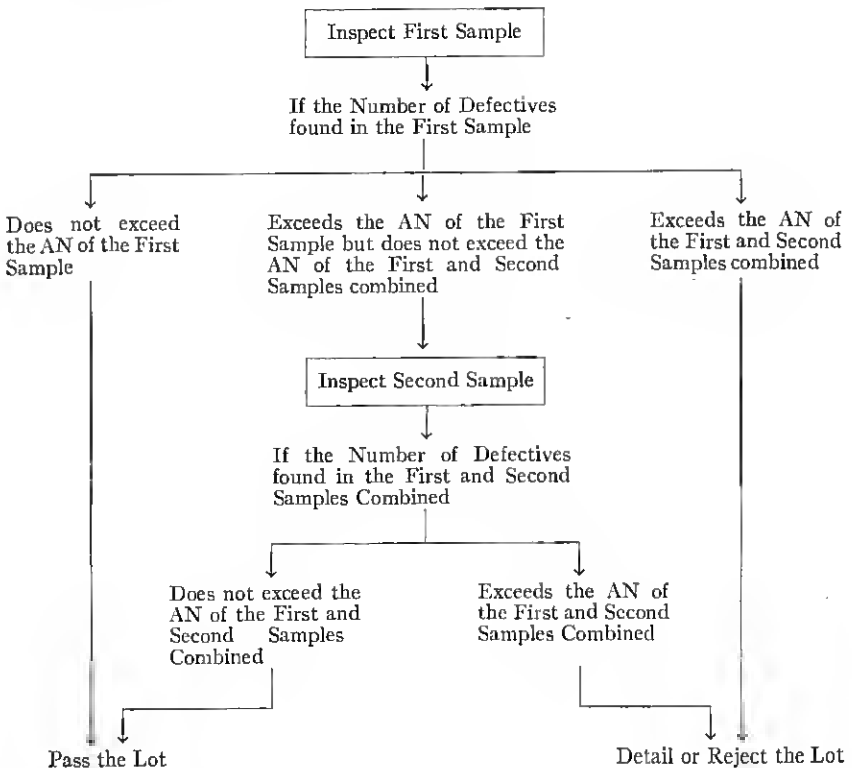 Inspect First Sample
If the Number of Defectives
found in the First Sample
Does not exceed
the AN of the First
Sample
Exceeds the AN of the First
Sample but does not exceed the
AN of the First and Second
Samples combined
Exceeds the AN of
the First and Second
Samples combined
Inspect Second Sample
If the Number of Defectives
found in the First and Second
Samples Combined
Does not exceed the
AN of the First and
Second Samples
Combined
Exceeds the AN of
the First and Second
Samples Combined
Pass the Lot
Detail or Reject the Lot